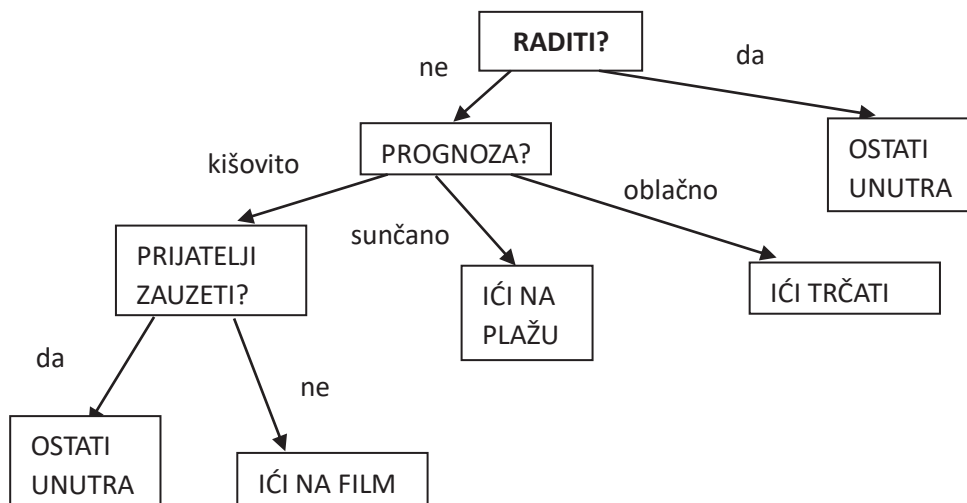 RADITI?
ne
da
PROGNOZA?
OSTATI
UNUTRA
kišovito
sunčano
oblačno
PRIJATELJI
ZAUZETI?
IĆI NA
PLAŽU
IĆI TRČATI
da
ne
OSTATI
UNUTRA
IĆI NA FILM